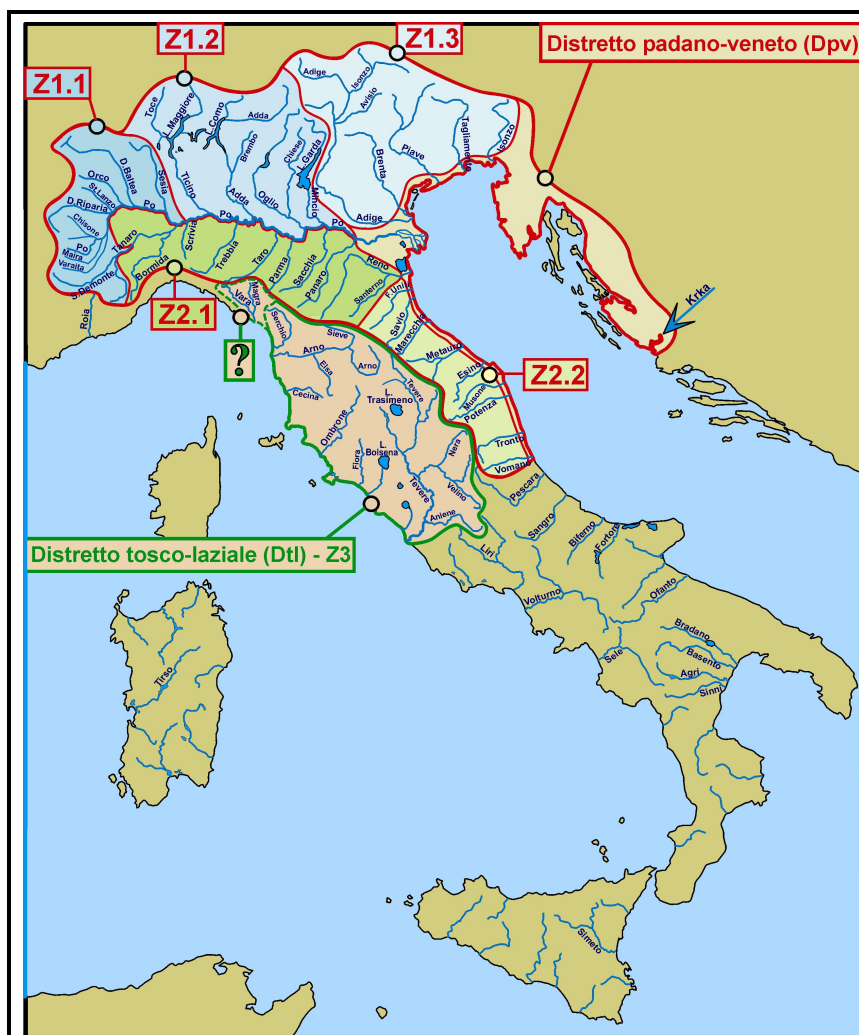 Z1.2
Z1.3
Distretto padano-veneto (Dpv)
Z1.1
Toce
L.Maggiore
L.Como
Adda
Brembo
Chiese
L.Garda
Adige
Isonzo
Avisio
Tagliamento
Isonzo
Piave
Brenta
Orco
D.Baltea
Sesia
St.Lanzo
D.Riparia
Po
Ticino
Adda
Oglio
Mincio
Adige
Chisone
Po
Po
Po
Maira
Varaita
Tanaro
Scrivia
Trebbia
Taro
Parma
Secchia
Panaro
Reno
Santerno
F.Uniti
S.Demonte
Bormida
Roia
Z2.1
Vara
Magra
Serchio
?
Savio
Marecchia
Metauro
Esino
Z2.2
Musone
Potenza
Tronto
Vomano
Krka
Sieve
Arno
Arno
Elsa
Cecina
Tevere
L.
Trasimeno
Ombrone
L.
Bolsena
Fiora
Nera
Tevere
Velino
Aniene
Distretto tosco-laziale (Dtl) - Z3
Pescara
Sangro
Biferno
Fortore
Liri
Volturno
Ofanto
Bradano
Basento
Sele
Agri
Sinni
Tirso
Simeto